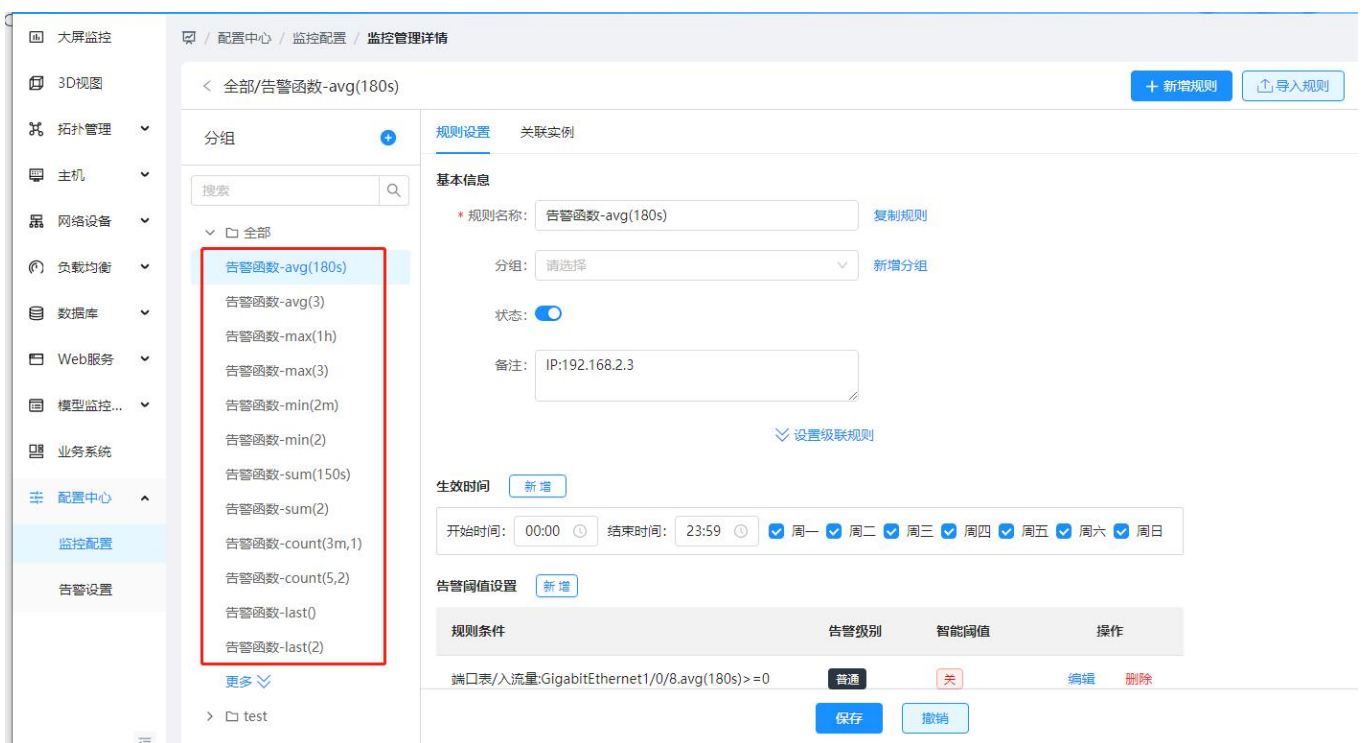 大屏监控
3D视图
拓扑管理
主机
网络设备
负载均衡
数据库
Web服务
模型监控...
业务系统
配置中心
监控配置
告警设置
/ 配置中心 / 监控配置 / 监控管理详情
< 全部/告警函数-avg(180s)
+ 新增规则
导入规则
分组
搜索
全部
告警函数-avg(180s)
告警函数-avg(3)
告警函数-max(1h)
告警函数-max(3)
告警函数-min(2m)
告警函数-min(2)
告警函数-sum(150s)
告警函数-sum(2)
告警函数-count(3m,1)
告警函数-count(5,2)
告警函数-last()
告警函数-last(2)
更多
test
规则设置 关联实例
基本信息
* 规则名称: 告警函数-avg(180s) 复制规则
分组: 请选择 新增分组
状态:
备注: IP:192.168.2.3
设置级联规则
生效时间 新增
开始时间: 00:00 结束时间: 23:59 周一 周二 周三 周四 周五 周六 周日
告警阈值设置 新增
规则条件 告警级别 智能阈值 操作
端口表/入流量:GigabitEthernet1/0/8.avg(180s)>=0 普通 关 编辑 删除
保存 撤销